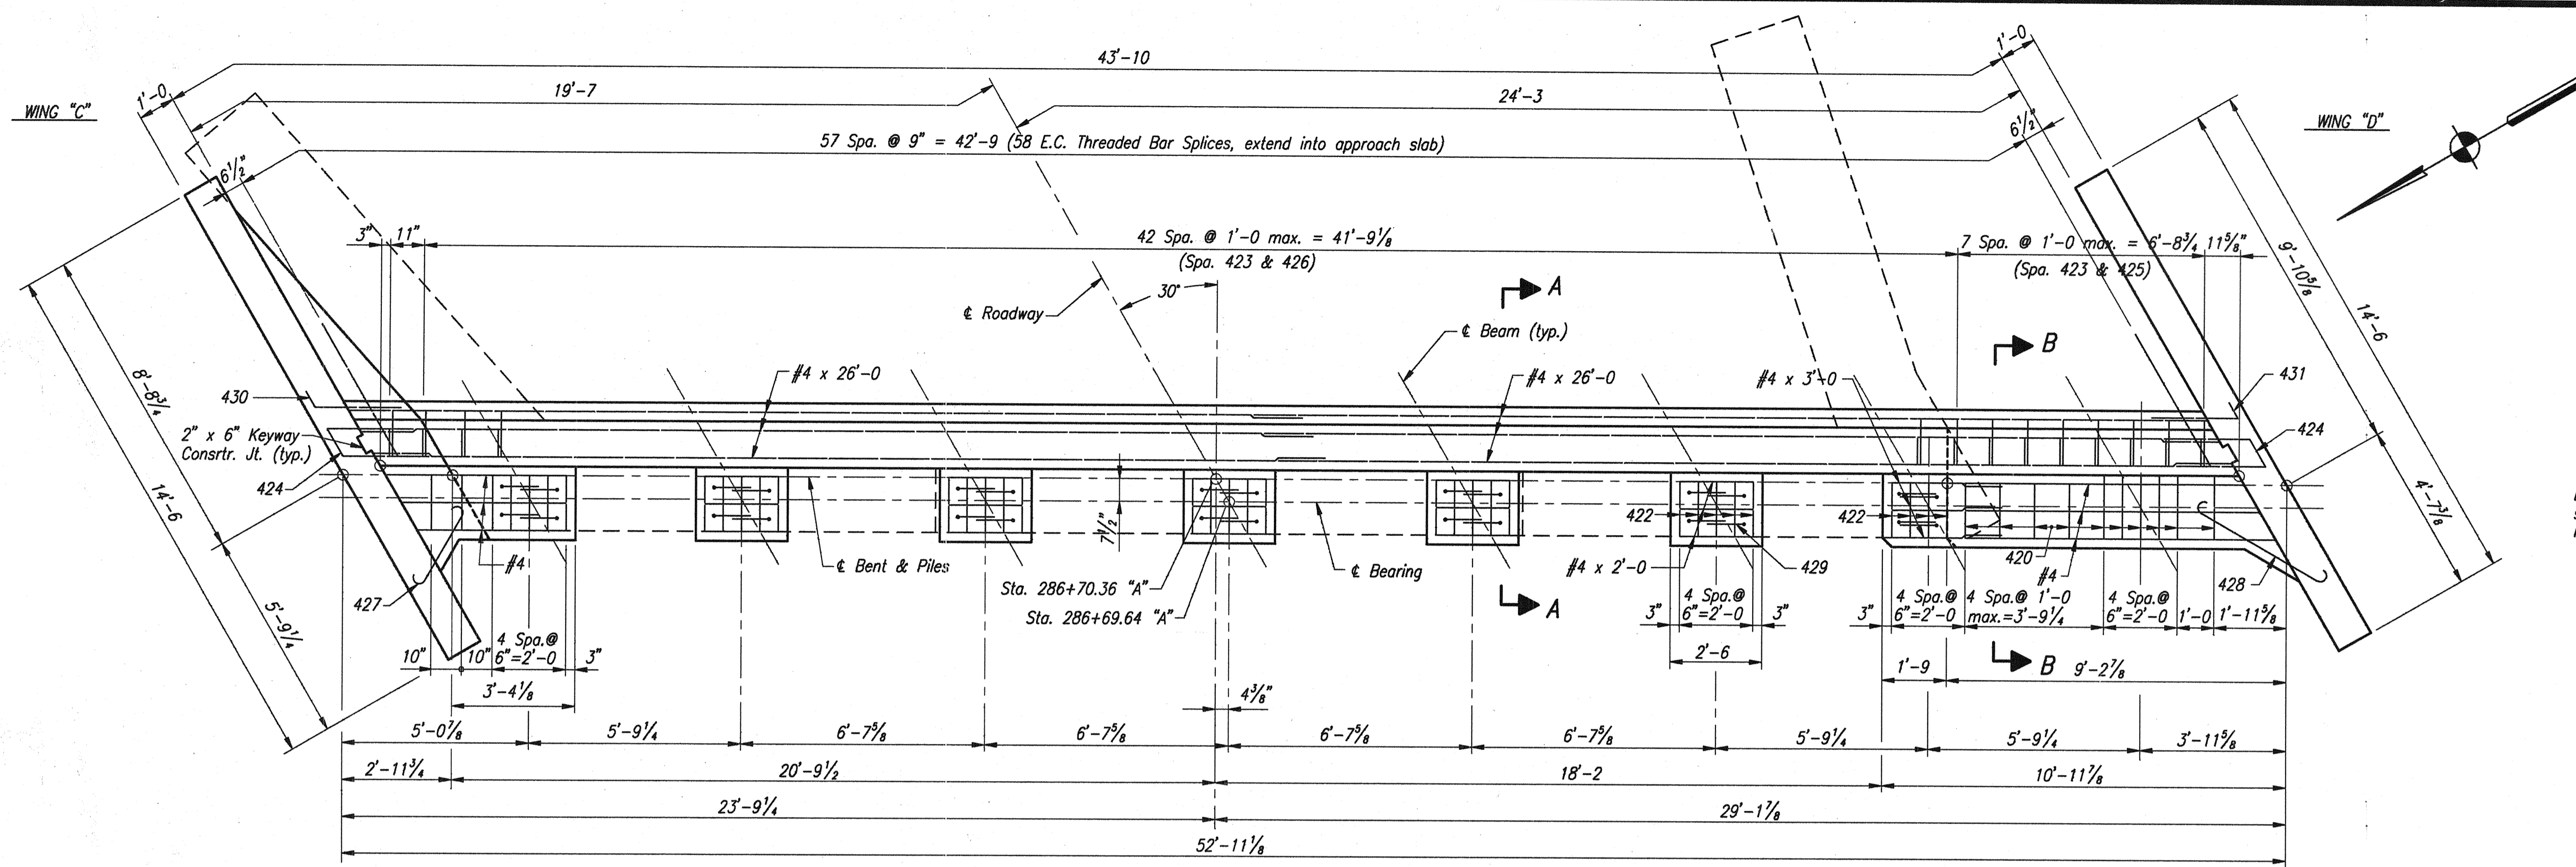 43'-10
1'-0
1'-0
19'-7
24'-3
WING "C"
WING "D"
57 Spa. @ 9" = 42'-9 (58 E.C. Threaded Bar Splices, extend into approach slab)
6½"
6½"
3"
11"
42 Spa. @ 1'-0 max. = 41'-9⅛
(Spa. 423 & 426)
7 Spa. @ 1'-0 max. = 6'-8¾
11⅝"
(Spa. 423 & 425)
9'-10⅝
14'-6
30°
℄ Roadway
A
℄ Beam (typ.)
B
8'-8¾
14'-6
430
#4 x 26'-0
#4 x 26'-0
#4 x 3'-0
431
2" x 6" Keyway
Consrtr. Jt. (typ.)
424
424
4'-7⅜
7½"
422
422
#4
℄ Bent & Piles
℄ Bearing
#4 x 2'-0
429
420
#4
428
427
Sta. 286+70.36 "A"
Sta. 286+69.64 "A"
A
5'-9¼
4 Spa.@
6"=2'-0
10"
10"
3"
3"
4 Spa.@
6"=2'-0
3"
3"
4 Spa.@
6"=2'-0
4 Spa.@ 1'-0
max.=3'-9¼
4 Spa.@
6"=2'-0
1'-0
1'-11⅝
2'-6
B
1'-9
9'-2⅞
3'-4⅛
4⅜"
5'-0⅞
5'-9¼
6'-7⅝
6'-7⅝
6'-7⅝
6'-7⅝
5'-9¼
5'-9¼
3'-11⅝
2'-11¾
20'-9½
18'-2
10'-11⅞
23'-9¼
29'-1⅞
52'-11⅛